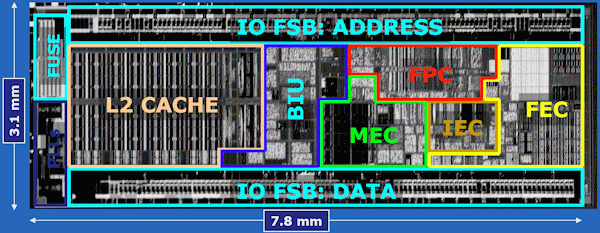 IO FSB: ADDRESS
FUSE
L2 CACHE
BIU
FPC
FEC
IEC
MEC
PLLS
IO FSB: DATA
3.1 mm
7.8 mm